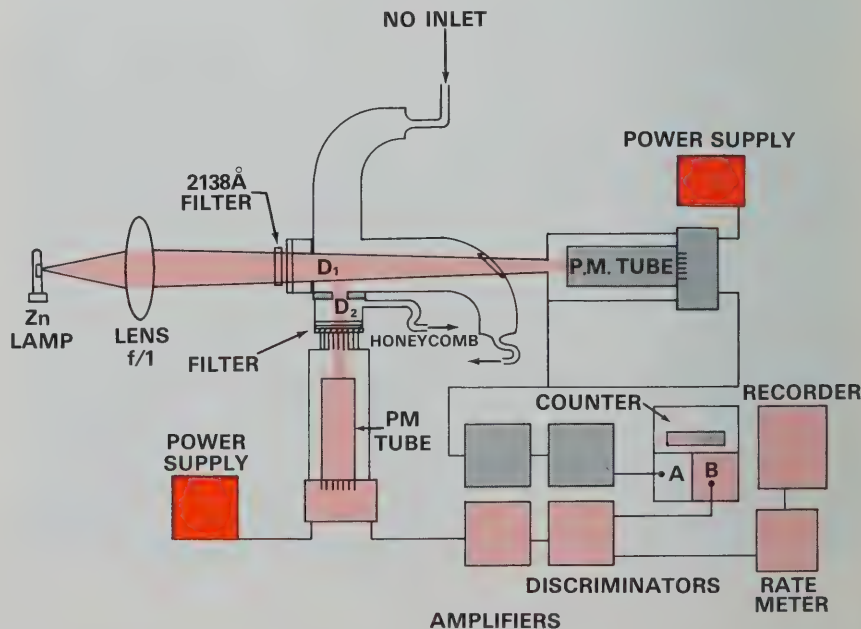 NO INLET
POWER SUPPLY
2138Å
FILTER
D₁
P.M. TUBE
Zn
LAMP
LENS
f/1
D₂
FILTER
HONEYCOMB
PM
TUBE
POWER
SUPPLY
COUNTER
RECORDER
A
B
DISCRIMINATORS
RATE
METER
AMPLIFIERS